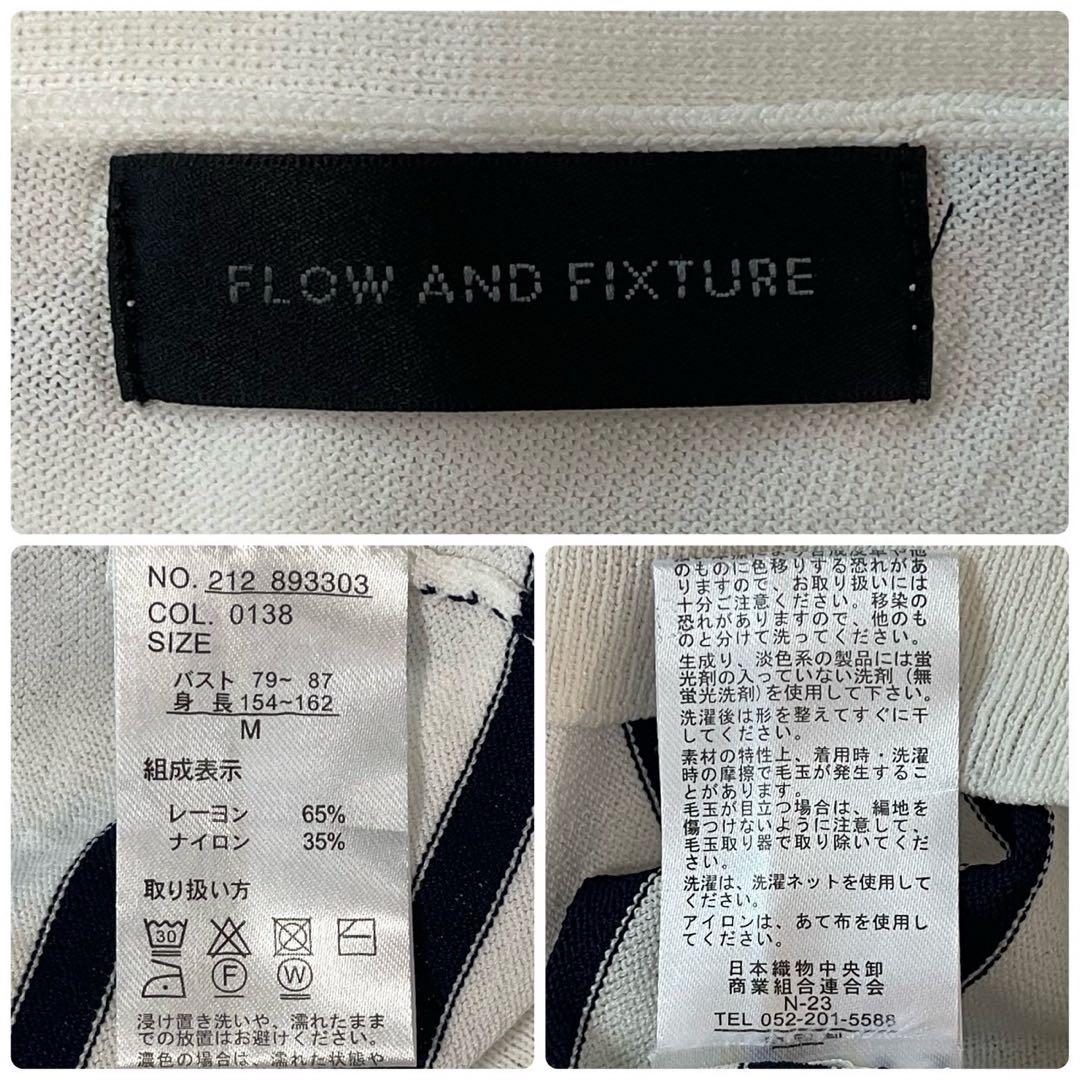 FLOW AND FIXTURE
NO. 212 893303
COL. 0138
SIZE
バスト 79~ 87
身 長 154~162
M
組成表示
レーヨン 65%
ナイロン 35%
取り扱い方
30
F W
浸け置き洗いや、濡れたまま
での放置はお避けください。
濃色の場合は、濡れた状態や
のものに色移りする恐れがあ
りますので、お取り扱いには
十分ご注意ください。移染の
恐れがありますので、他のも
のと分けて洗ってください。
生成り、淡色系の製品には蛍
光剤の入っていない洗剤（無
蛍光洗剤)を使用して下さい。
洗濯後は形を整えてすぐに干
してください。
素材の特性上、着用時・洗濯
時の摩擦で毛玉が発生するこ
とがあります。
毛玉が目立つ場合は、編地を
傷つけないように注意して、
毛玉取り器で取り除いてくだ
さい。
洗濯は、洗濯ネットを使用して
ください。
アイロンは、あて布を使用し
てください。
日本織物中央卸
商業組合連合会
N-23
TEL 052-201-5588